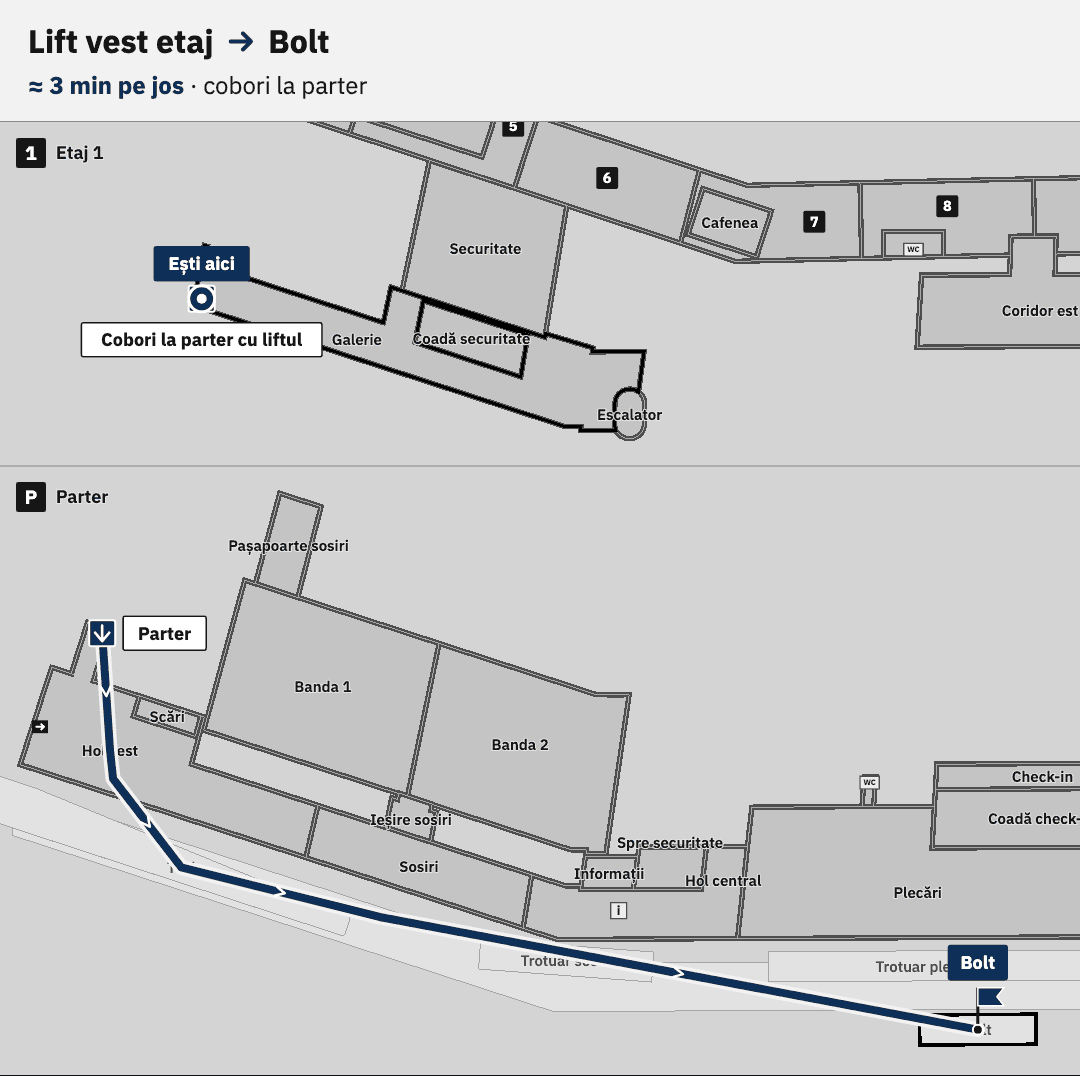 Lift vest etaj → Bolt
≈ 3 min pe jos · cobori la parter
1 Etaj 1
5
6
7
8
Cafenea
wc
Securitate
Coridor est
Ești aici
Cobori la parter cu liftul
Galerie
Coadă securitate
Escalator
P Parter
Pașapoarte sosiri
Parter
Banda 1
Scări
Banda 2
Ieșire sosiri
Sosiri
Spre securitate
Informații
Hol central
i
wc
Check-in
Coadă check-
Plecări
Trotuar
Trotuar
Bolt